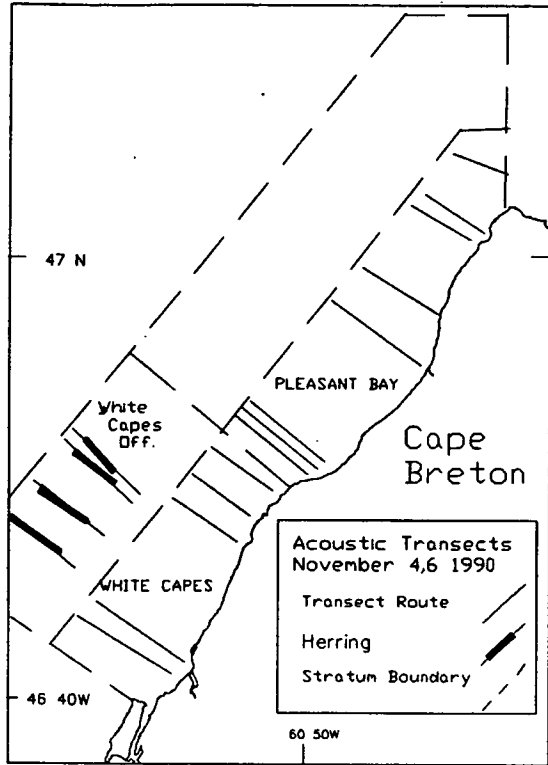 47 N
PLEASANT BAY
White
Capes
Off.
Cape
Breton
WHITE CAPES
Acoustic Transects
November 4,6 1990
Transect Route
Herring
Stratum Boundary
46 40W
60 50W